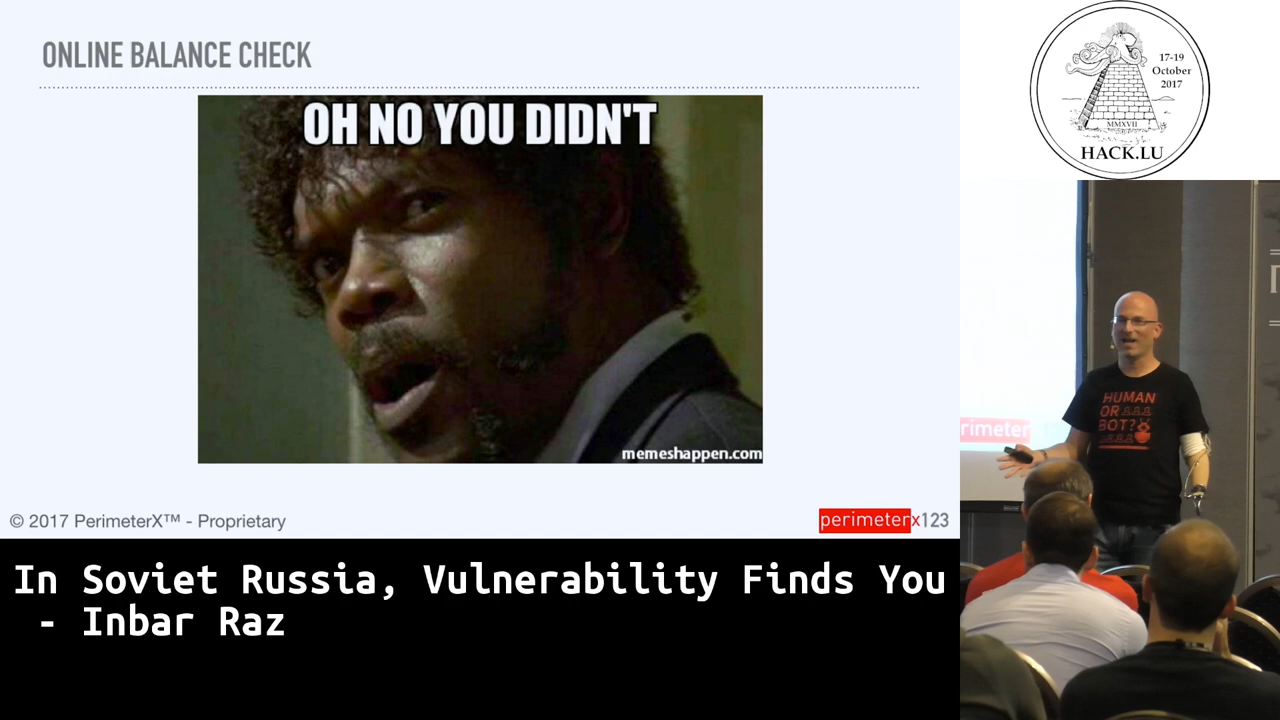 ONLINE BALANCE CHECK
OH NO YOU DIDN'T
memeshappen.com
© 2017 PerimeterX™ - Proprietary
perimeterx123
In Soviet Russia, Vulnerability Finds You
- Inbar Raz
17-19
October
2017
MMXVII
HACK.LU
rimeter
HUMAN
OR
BOT?